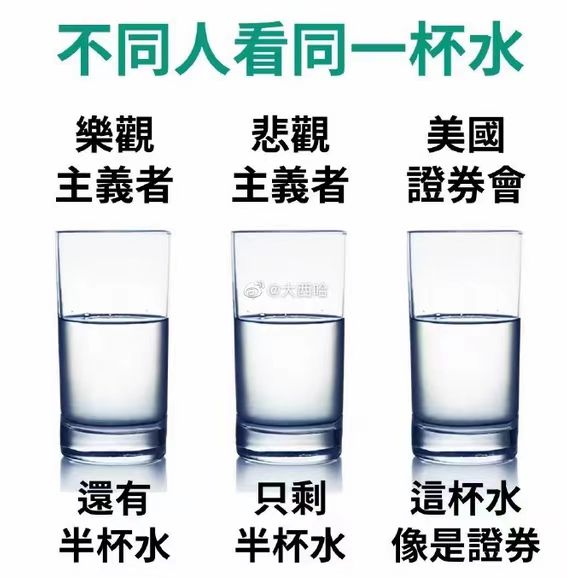 不同人看同一杯水
樂觀
主義者
悲觀
主義者
美國
證券會
@大西哈
還有
半杯水
只剩
半杯水
這杯水
像是證券